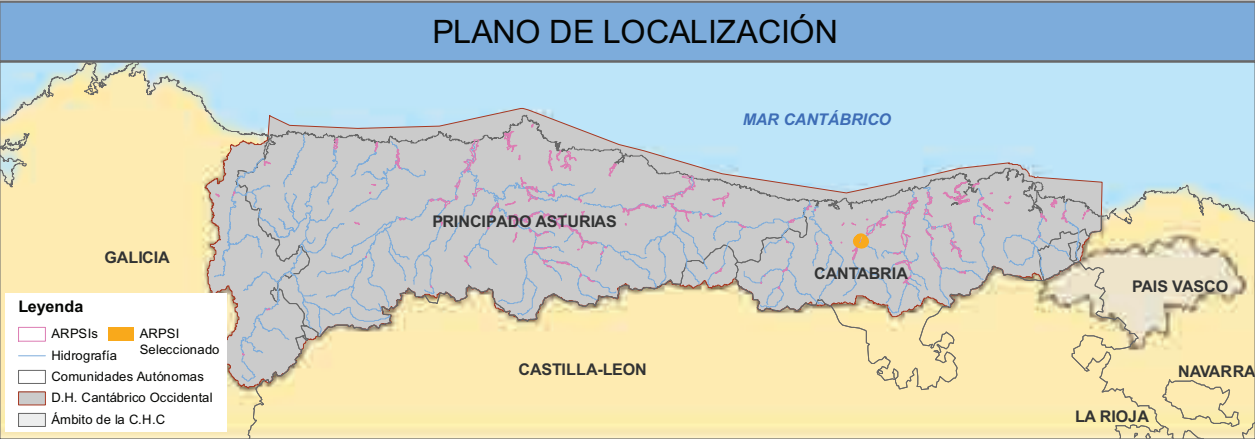 PLANO DE LOCALIZACIÓN
MAR CANTÁBRICO
PRINCIPADO ASTURIAS
GALICIA
CANTABRIA
PAIS VASCO
Leyenda
ARPSIs
ARPSI
Seleccionado
Hidrografía
Comunidades Autónomas
D.H. Cantábrico Occidental
Ámbito de la C.H.C
CASTILLA-LEON
NAVARRA
LA RIOJA